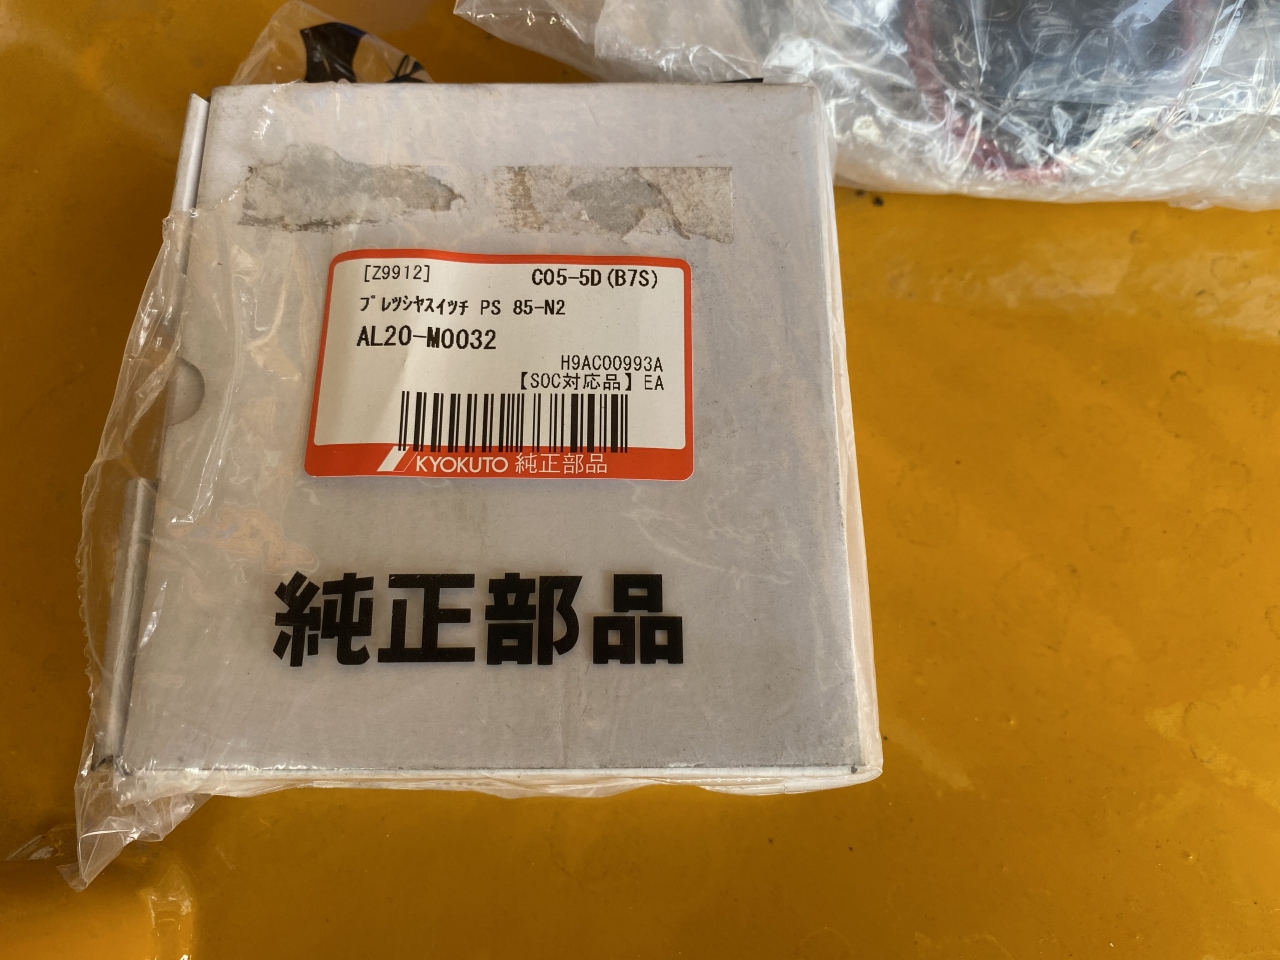 [Z9912] C05-5D(B7S)
ﾌﾟﾚﾂｼﾔｽｲﾂﾁ PS 85-N2
AL20-M0032
H9AC00993A
【SOC対応品】EA
KYOKUTO 純正部品
純正部品